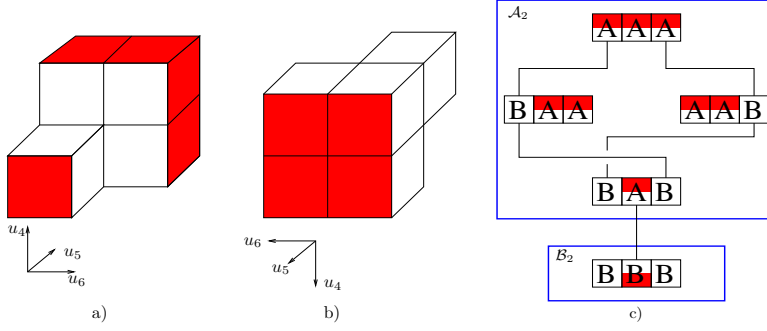 𝒜₂
A A A
B A A
A A B
B A B
ℬ₂
B B B
u₄
u₅
u₆
u₆
u₅
u₄
a)
b)
c)